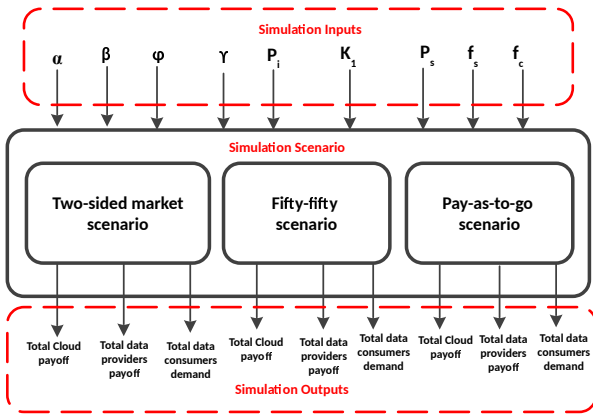 Simulation Inputs
α β φ γ Pi K1 Ps fs fc
Simulation Scenario
Two-sided market
scenario
Fifty-fifty
scenario
Pay-as-to-go
scenario
Total Cloud
payoff
Total data
providers
payoff
Total data
consumers
demand
Total Cloud
payoff
Total data
providers
payoff
Total data
consumers
demand
Total Cloud
payoff
Total data
providers
payoff
Total data
consumers
demand
Simulation Outputs